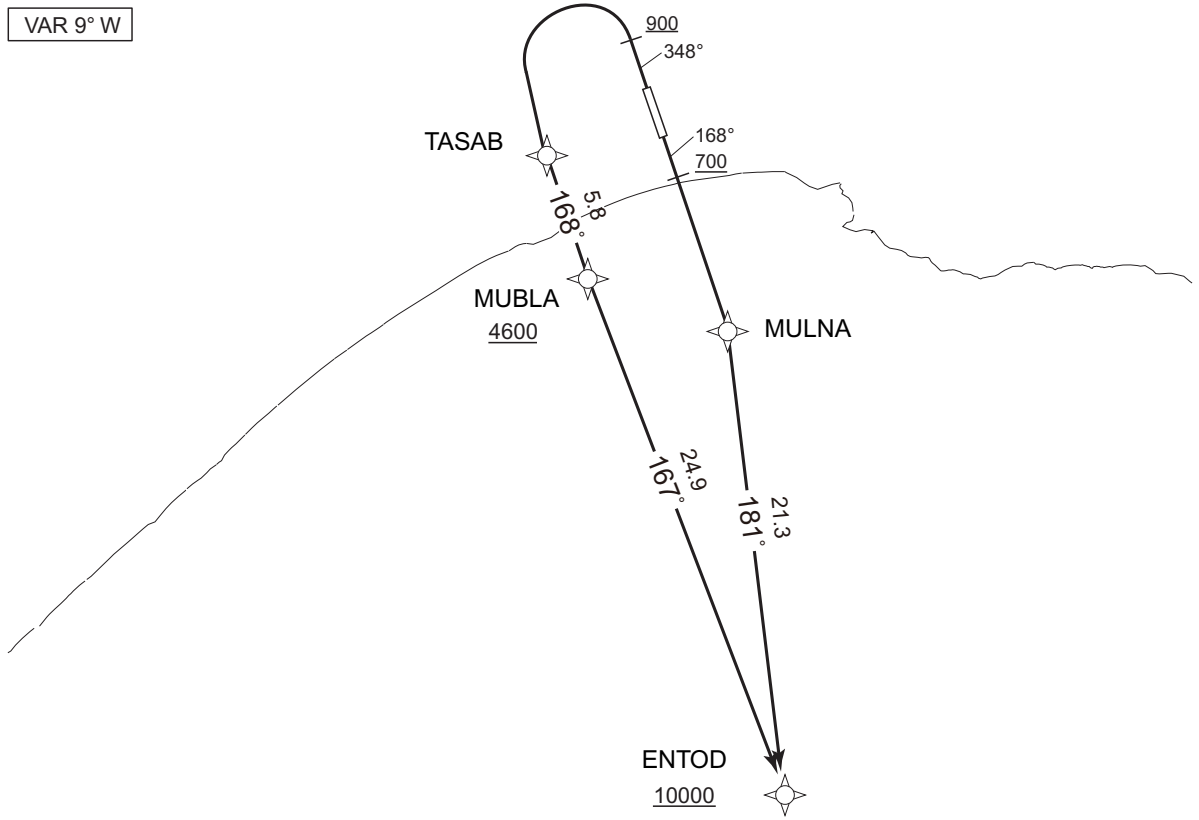 VAR 9° W
900
348°
168°
700
TASAB
5.8
168°
MUBLA
4600
MULNA
24.9
167°
21.3
181°
ENTOD
10000